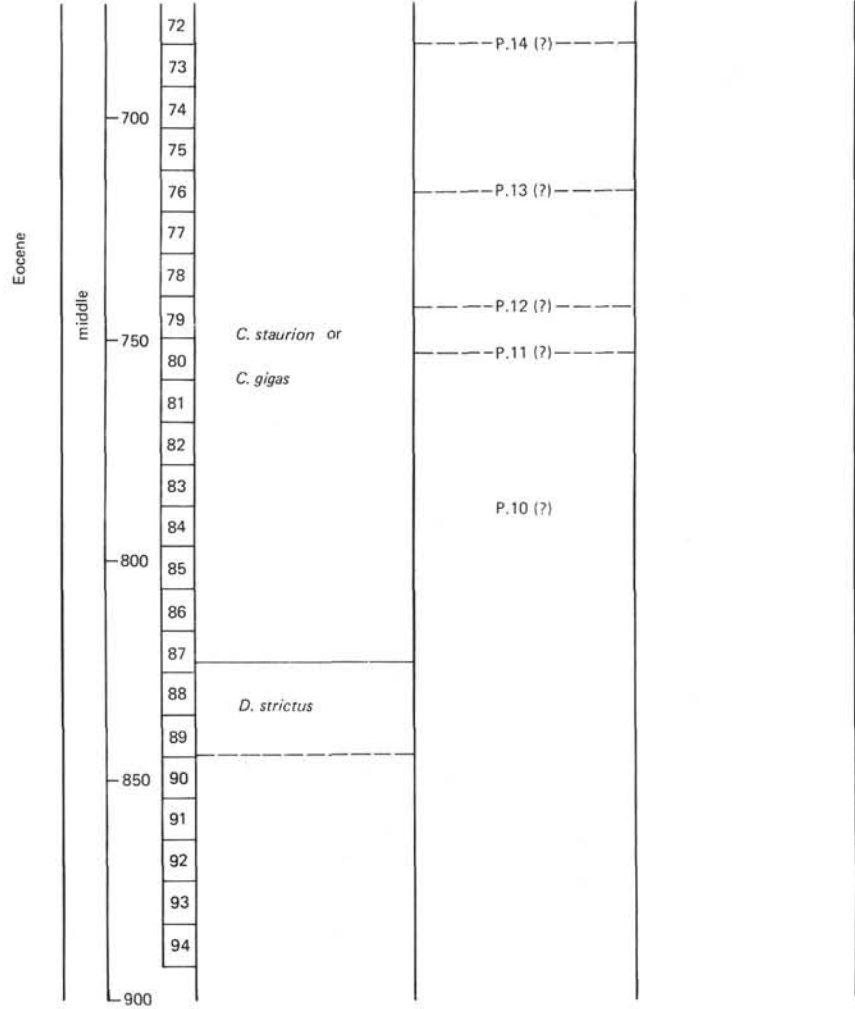 72
P.14 (?)
73
700
74
75
76
P.13 (?)
77
Eocene
78
middle
P.12 (?)
79
C. staurion or
750
P.11 (?)
80
C. gigas
81
82
83
P.10 (?)
84
800
85
86
87
88
D. strictus
89
850
90
91
92
93
94
900